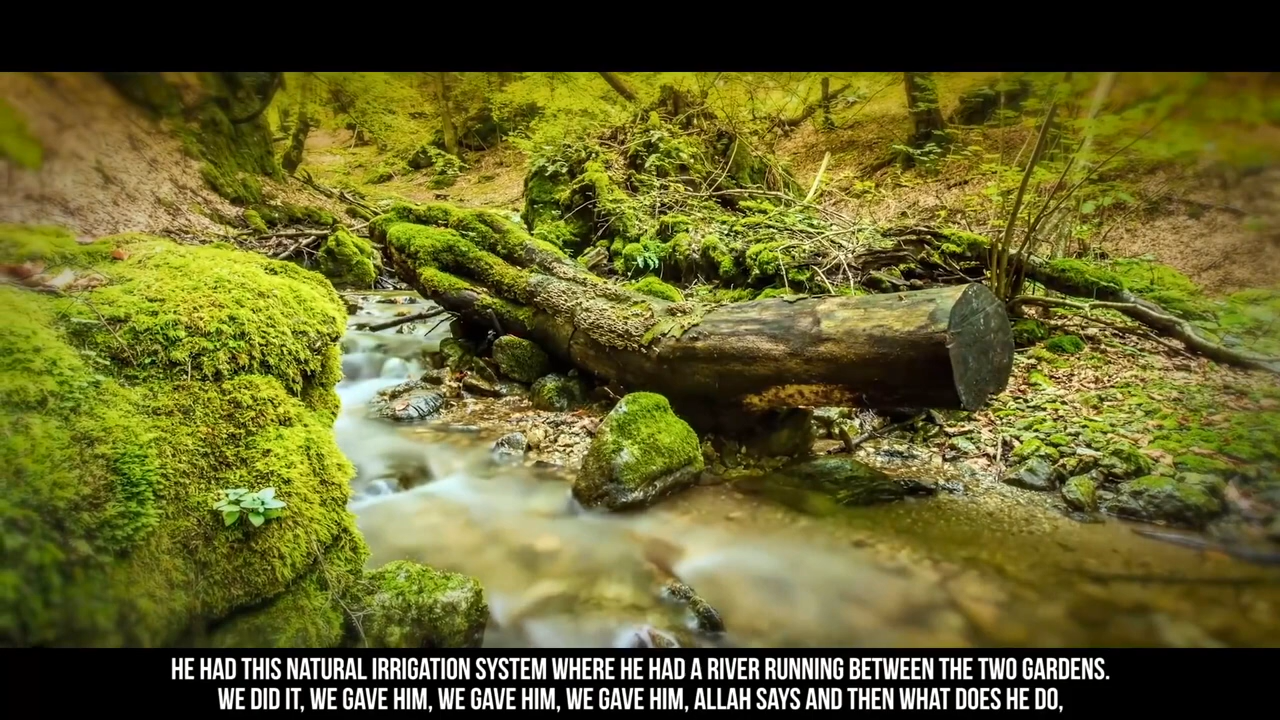 HE HAD THIS NATURAL IRRIGATION SYSTEM WHERE HE HAD A RIVER RUNNING BETWEEN THE TWO GARDENS.
WE DID IT, WE GAVE HIM, WE GAVE HIM, WE GAVE HIM, ALLAH SAYS AND THEN WHAT DOES HE DO,